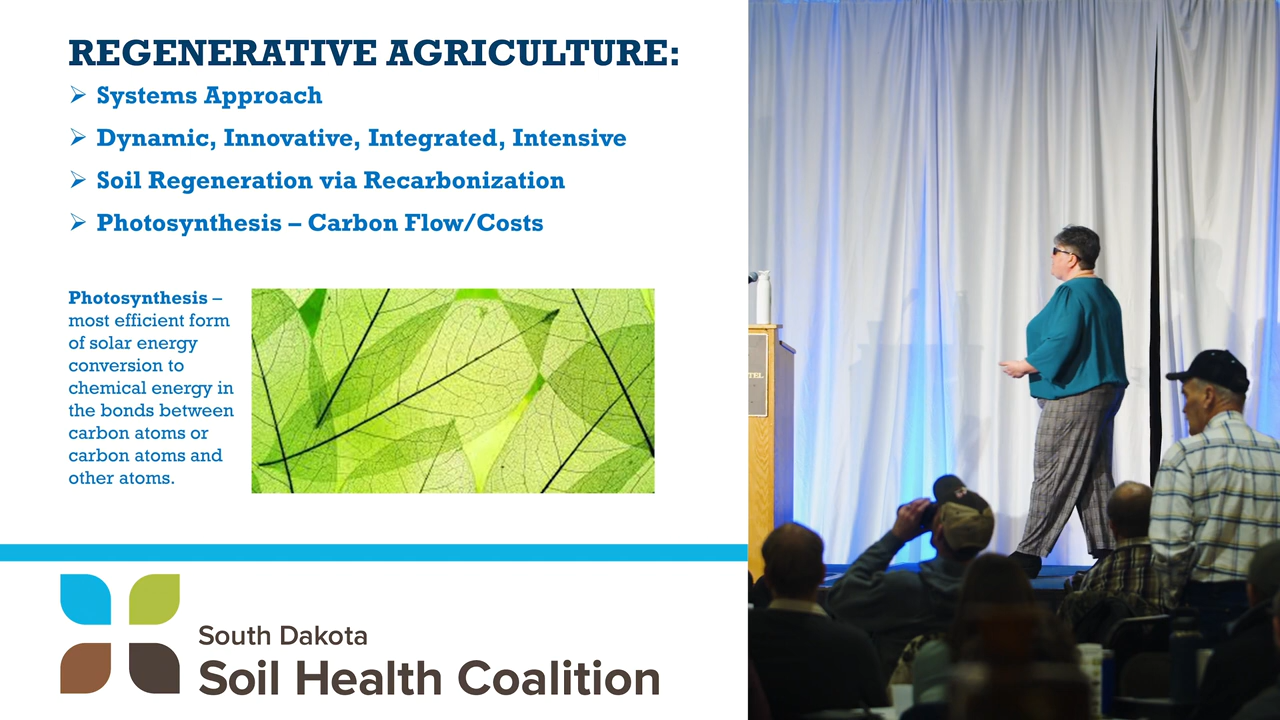 REGENERATIVE AGRICULTURE:
➢ Systems Approach
➢ Dynamic, Innovative, Integrated, Intensive
➢ Soil Regeneration via Recarbonization
➢ Photosynthesis – Carbon Flow/Costs
Photosynthesis –
most efficient form
of solar energy
conversion to
chemical energy in
the bonds between
carbon atoms or
carbon atoms and
other atoms.
South Dakota
Soil Health Coalition